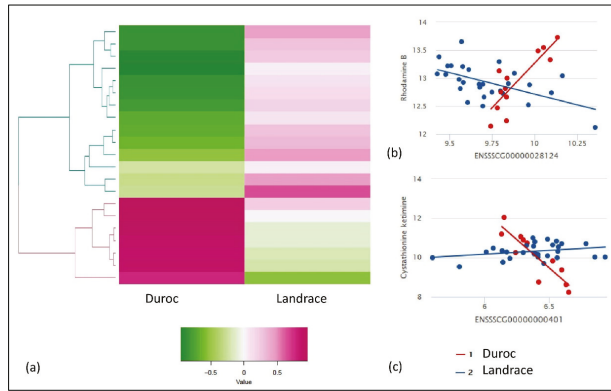 Duroc
Landrace
−0.5
0
0.5
Value
(a)
Rhodamine B
14
13.5
13
12.5
12
9.5
9.75
10
10.25
ENSSSCG00000028124
(b)
Cystathionine ketimine
14
12
10
8
6
6.5
ENSSSCG00000000401
(c)
1 Duroc
2 Landrace